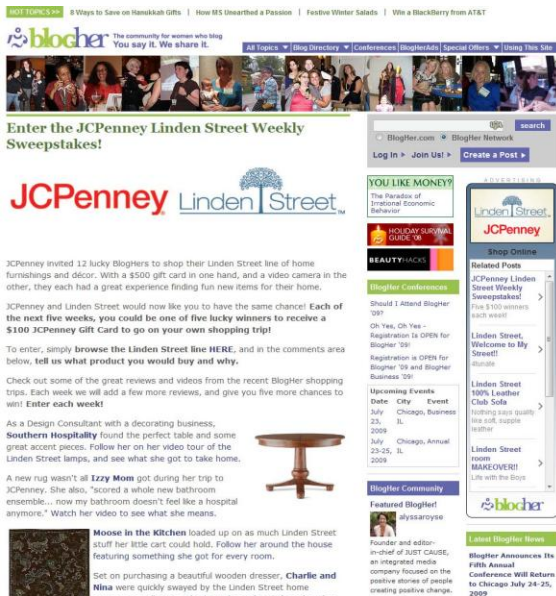 HOT TOPICS >> 8 Ways to Save on Hanukkah Gifts | How MS Unearthed a Passion | Festive Winter Salads | Win a BlackBerry from AT&T
blogher The community for women who blog
You say it. We share it.
All Topics ▼ Blog Directory ▼ Conferences BlogHerAds Special Offers ▼ Using This Site
Enter the JCPenney Linden Street Weekly
Sweepstakes!
JCPenney Linden Street
JCPenney invited 12 lucky BlogHers to shop their Linden Street line of home
furnishings and décor. With a $500 gift card in one hand, and a video camera in the
other, they each had a great experience finding fun new items for their home.
JCPenney and Linden Street would now like you to have the same chance! Each of
the next five weeks, you could be one of five lucky winners to receive a
$100 JCPenney Gift Card to go on your own shopping trip!
To enter, simply browse the Linden Street line HERE, and in the comments area
below, tell us what product you would buy and why.
Check out some of the great reviews and videos from the recent BlogHer shopping
trips. Each week we will add a few more reviews, and give you five more chances to
win! Enter each week!
As a Design Consultant with a decorating business,
Southern Hospitality found the perfect table and some
great accent pieces. Follow her on her video tour of the
Linden Street lamps, and see what she got to take home.
A new rug wasn't all Izzy Mom got during her trip to
JCPenney. She also, "scored a whole new bathroom
ensemble... now my bathroom doesn't feel like a hospital
anymore." Watch her video to see what she means.
Moose in the Kitchen loaded up on as much Linden Street
stuff her little cart could hold. Follow her around the house
featuring something she got for every room.
Set on purchasing a beautiful wooden dresser, Charlie and
Nina were quickly swayed by the Linden Street home
search
BlogHer.com BlogHer Network
Log In > Join Us! > Create a Post >
YOU LIKE MONEY?
The Paradox of
Irrational Economic
Behavior
HOLIDAY SURVIVAL
GUIDE '08
BEAUTYHACKS
BlogHer Conferences
Should I Attend BlogHer
'09?
Oh Yes, Oh Yes -
Registration Is OPEN for
BlogHer '09!
Registration is OPEN for
BlogHer '09 and BlogHer
Business '09!
Upcoming Events
Date City Event
July 23, 2009 Chicago, IL Business
July 23-25, 2009 Chicago, IL Annual
BlogHer Community
Featured BlogHer!
alyssaroyse
Founder and editor-
in-chief of JUST CAUSE,
an integrated media
company focused on the
positive stories of people
creating positive change.
ADVERTISING
Linden Street
JCPenney
Shop Online
Related Posts
JCPenney Linden
Street Weekly
Sweepstakes!
Five $100 winners
each week!
Linden Street,
Welcome to My
Street!!
4tunate
Linden Street
100% Leather
Club Sofa
Nothing says quality
like soft, supple
leather
Linden Street
room
MAKEOVER!!
Life with the Boys
blogher
Latest BlogHer News
BlogHer Announces Its
Fifth Annual
Conference Will Return
to Chicago July 24-25,
2009